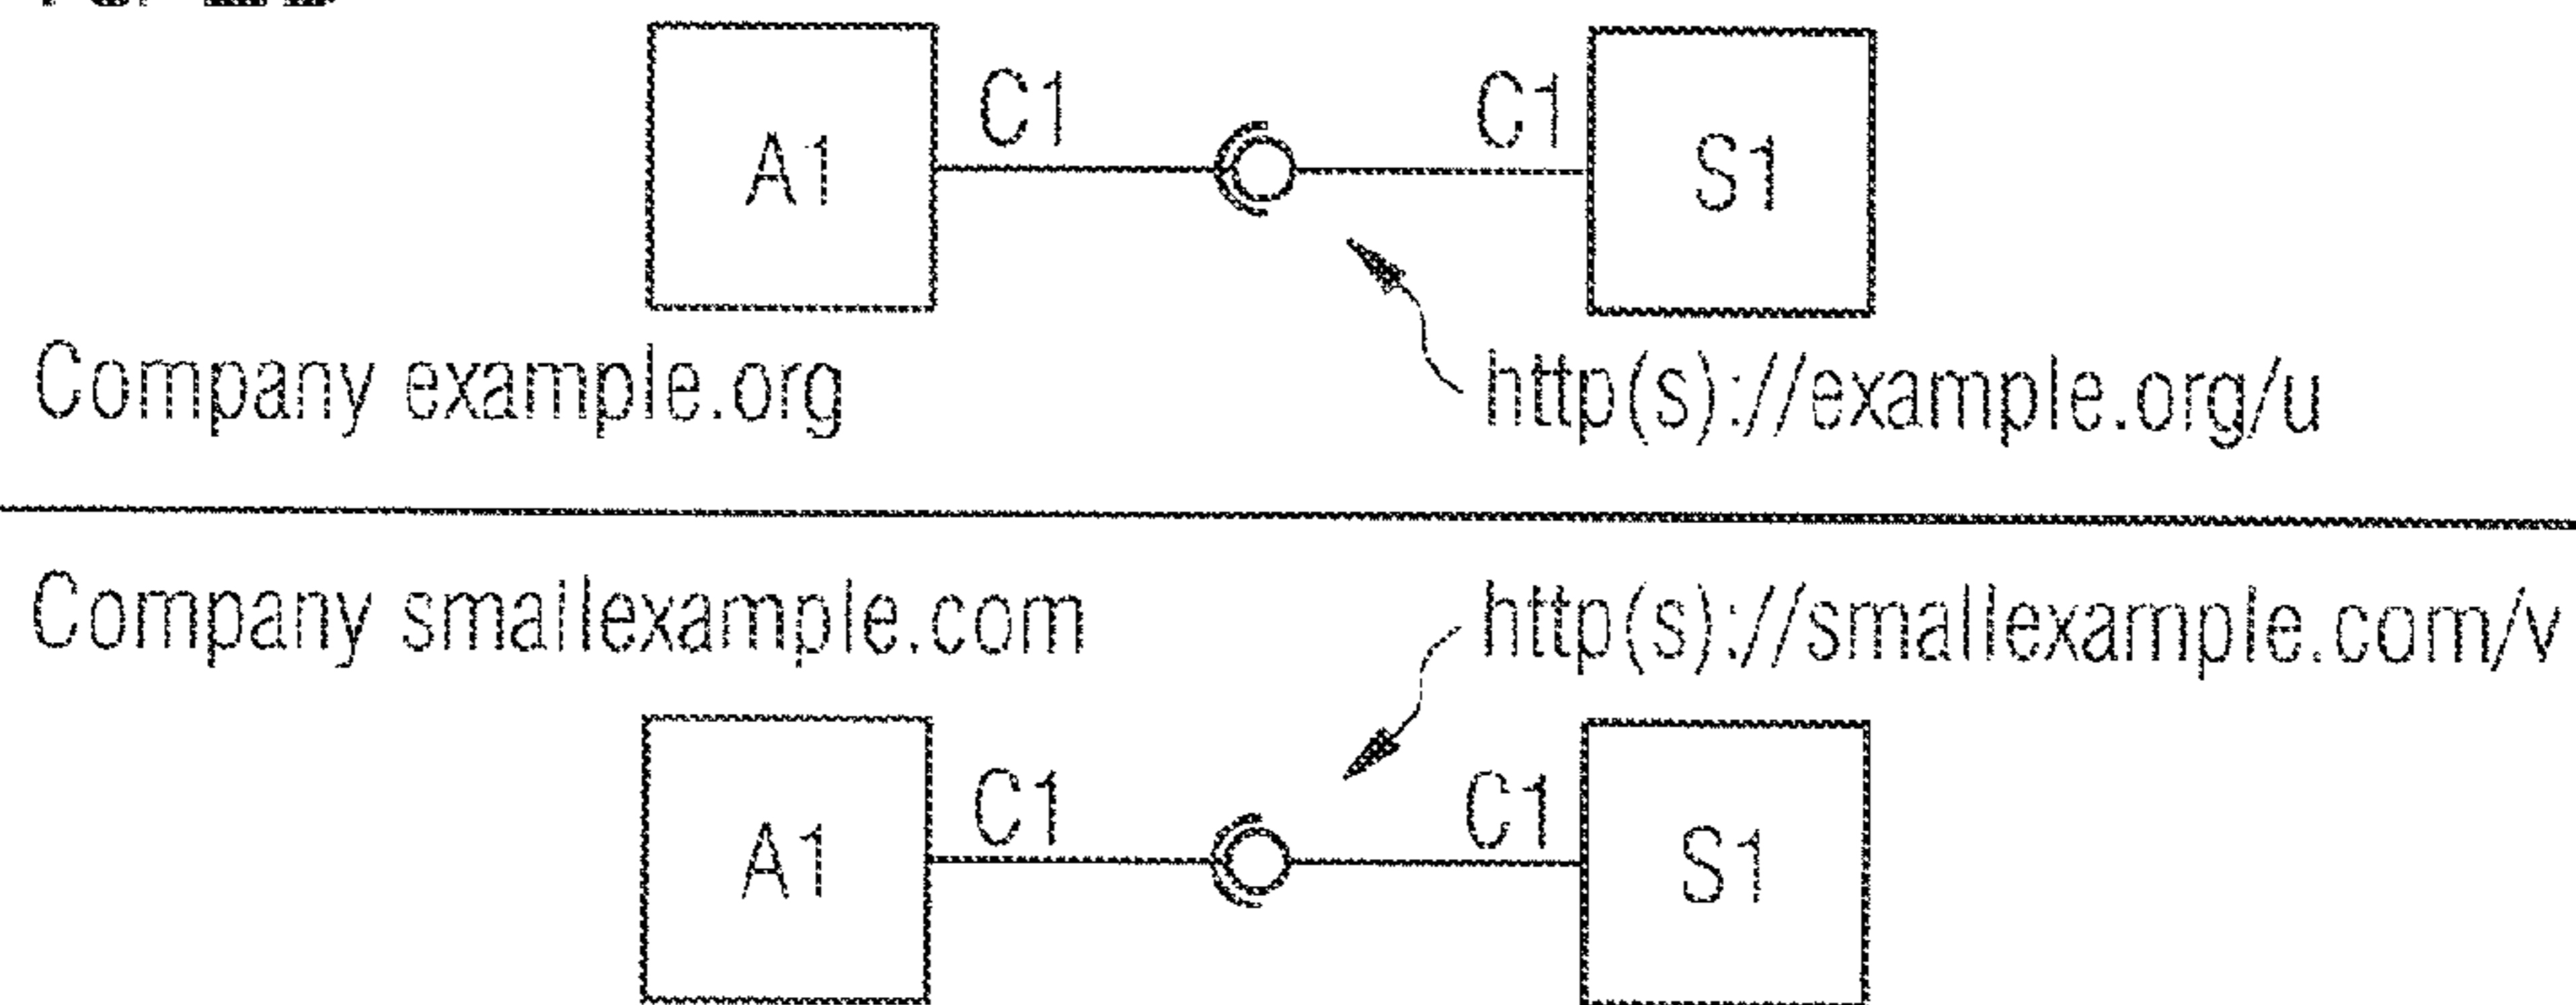 C1 C1
A1 S1
Company example.org http(s)://example.org/u
Company smallexample.com http(s)://smallexample.com/v
C1 C1
A1 S1